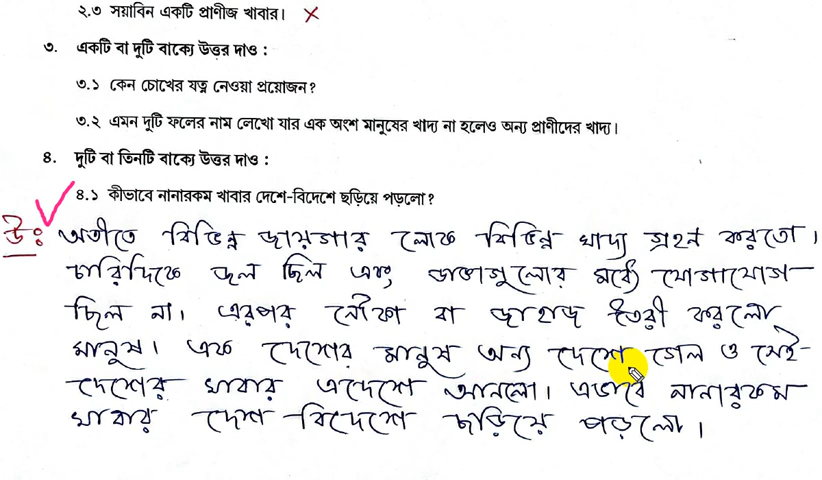 ২.৩ সয়াবিন একটি প্রাণীজ খাবার। ✗
৩. একটি বা দুটি বাক্যে উত্তর দাও :
৩.১ কেন চোখের যত্ন নেওয়া প্রয়োজন?
৩.২ এমন দুটি ফলের নাম লেখো যার এক অংশ মানুষের খাদ্য না হলেও অন্য প্রাণীদের খাদ্য।
৪. দুটি বা তিনটি বাক্যে উত্তর দাও :
৪.১ কীভাবে নানারকম খাবার দেশে-বিদেশে ছড়িয়ে পড়লো?
উঃ অতীতে বিভিন্ন জায়গার লোক বিভিন্ন খাদ্য গ্রহন করতো।
চারিদিকে জল ছিল এবং ডাঙাগুলোর মধ্যে যোগাযোগ
ছিল না। এরপর নৌকা বা জাহাজ তৈরী করলো
মানুষ। এক দেশের মানুষ অন্য দেশে গেল ও সেই
দেশের খাবার এদেশে আনলো। এভাবে নানারকম
খাবার দেশ-বিদেশে ছড়িয়ে পড়লো।